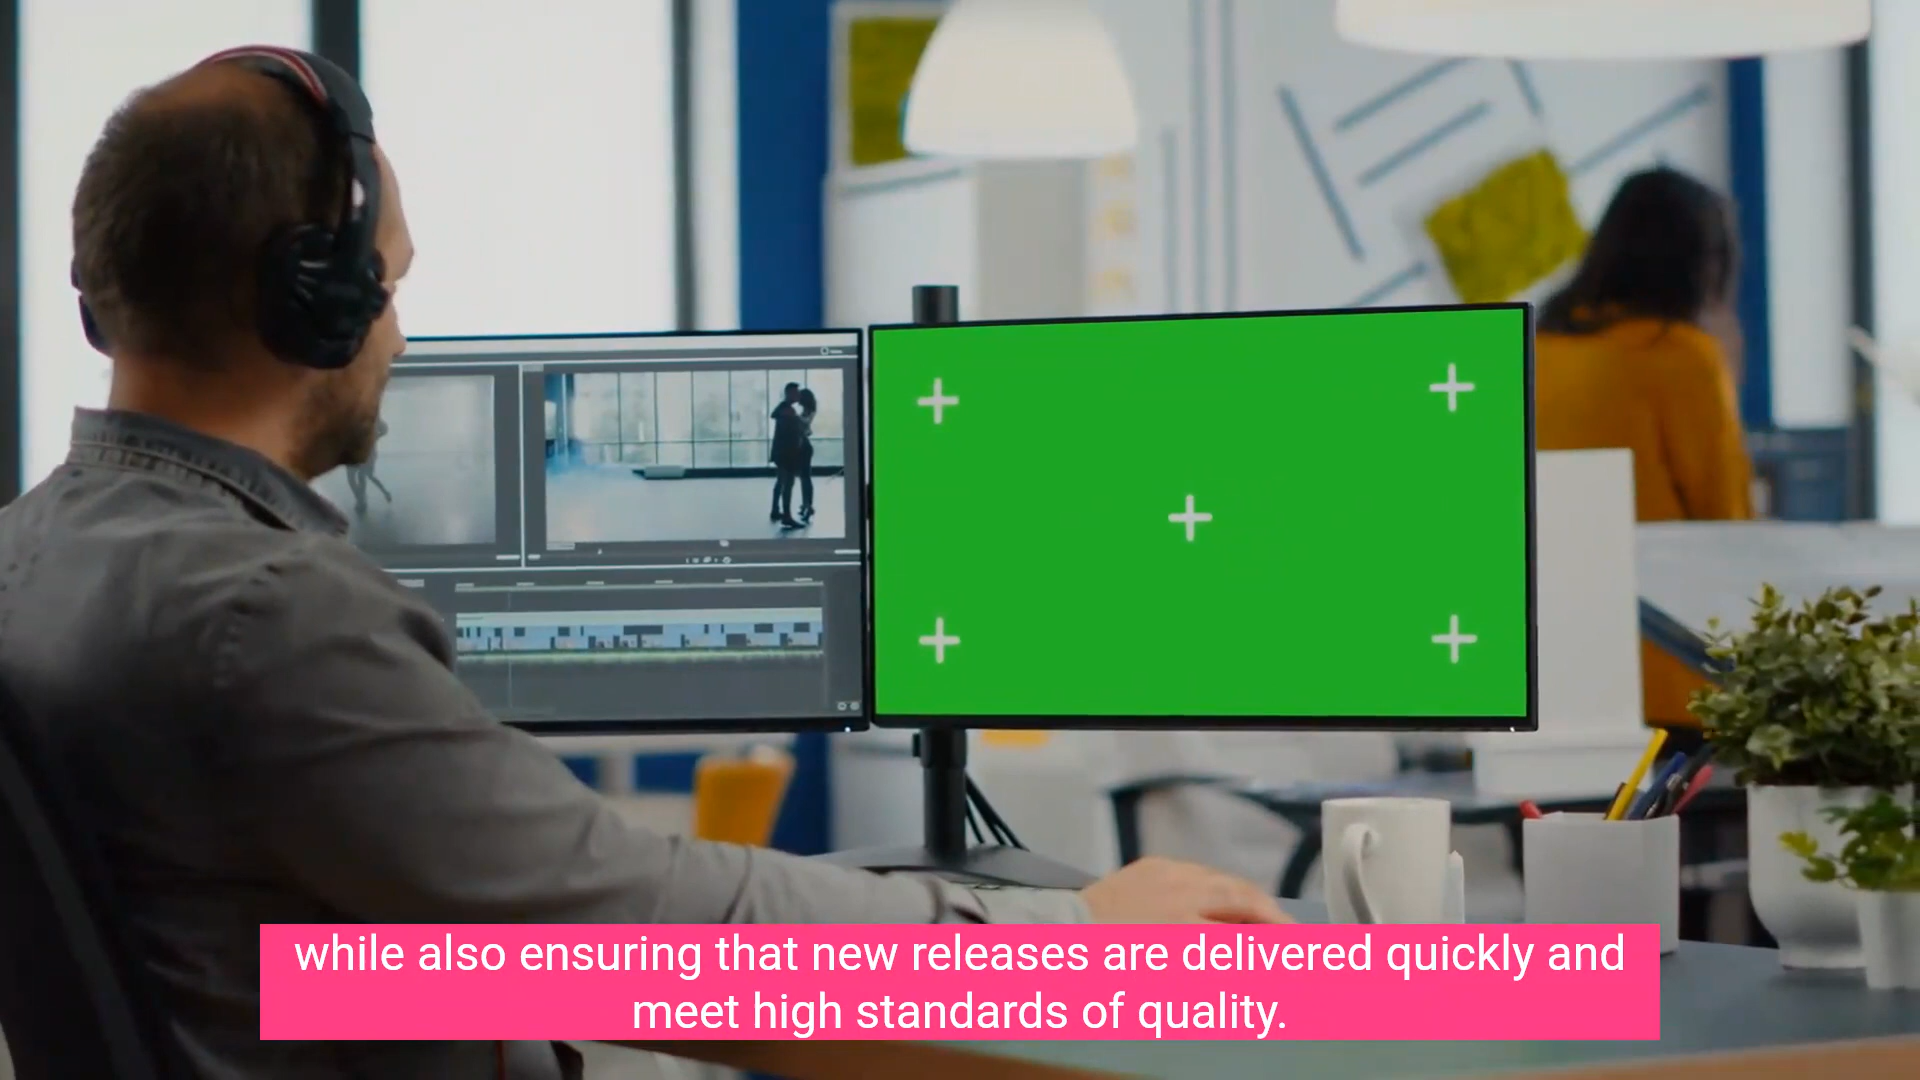 while also ensuring that new releases are delivered quickly and
meet high standards of quality.